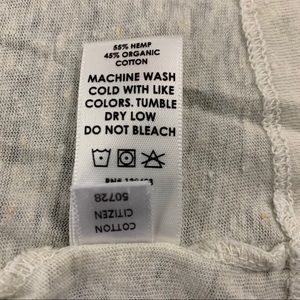 55% HEMP
45% ORGANIC
COTTON
MACHINE WASH
COLD WITH LIKE
COLORS. TUMBLE
DRY LOW
DO NOT BLEACH
COTTON
CITIZEN
50728